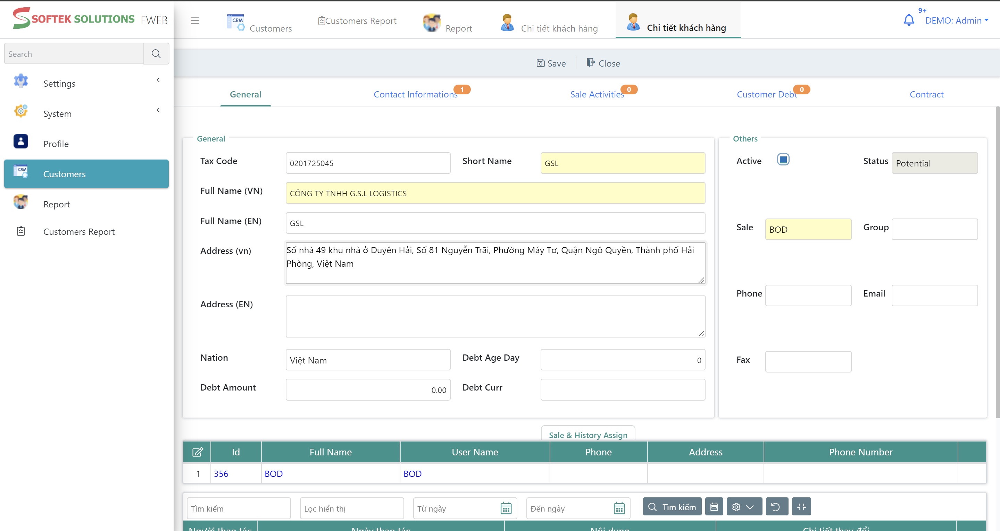 SOFTEK SOLUTIONS FWEB
CRM Customers
Customers Report
Report
Chi tiết khách hàng
Chi tiết khách hàng
9+
DEMO: Admin
Search
Settings
System
Profile
CRM Customers
Report
Customers Report
Save
Close
General
Contact Informations 1
Sale Activities 0
Customer Debt 0
Contract
General
Tax Code 0201725045 Short Name GSL
Full Name (VN) CÔNG TY TNHH G.S.L LOGISTICS
Full Name (EN) GSL
Address (vn) Số nhà 49 khu nhà ở Duyên Hải, Số 81 Nguyễn Trãi, Phường Máy Tơ, Quận Ngô Quyền, Thành phố Hải
Phòng, Việt Nam
Address (EN)
Nation Việt Nam Debt Age Day 0
Debt Amount 0.00 Debt Curr
Others
Active Status Potential
Sale BOD Group
Phone Email
Fax
Sale & History Assign
Id Full Name User Name Phone Address Phone Number
1 356 BOD BOD
Tìm kiếm Lọc hiển thị Từ ngày Đến ngày Tìm kiếm
Người thao tác Ngày thao tác Nội dung Chi tiết thay đổi